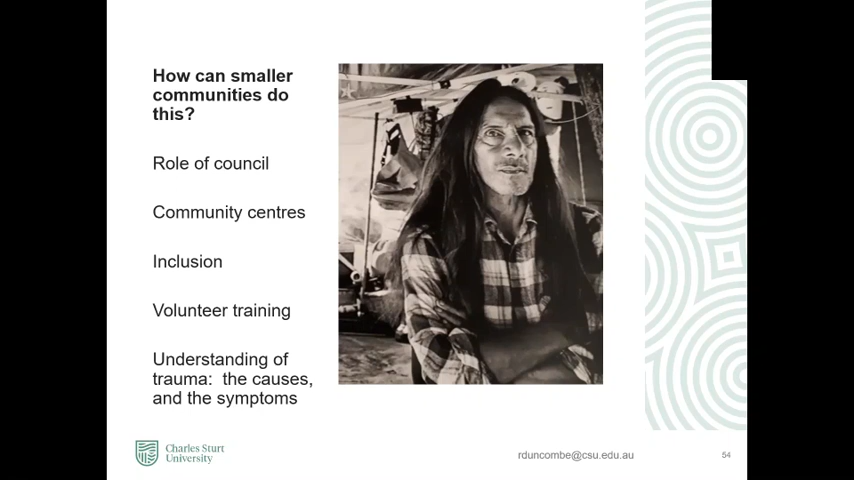 How can smaller
communities do
this?
Role of council
Community centres
Inclusion
Volunteer training
Understanding of
trauma:  the causes,
and the symptoms
Charles Sturt
University
rduncombe@csu.edu.au
54